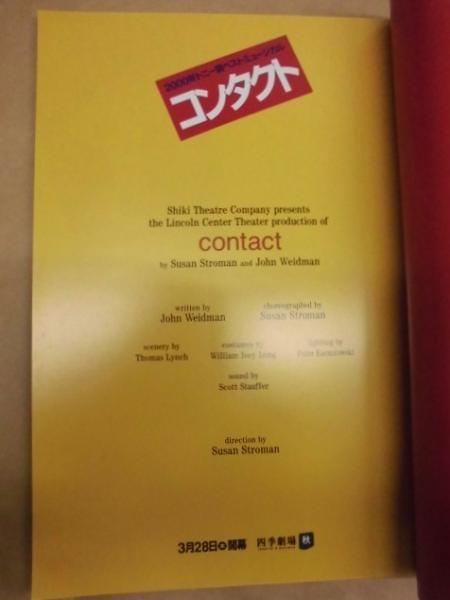 2000年トニー賞ベストミュージカル
コンタクト
Shiki Theatre Company presents
the Lincoln Center Theater production of
contact
by Susan Stroman and John Weidman
written by
John Weidman
choreographed by
Susan Stroman
scenery by
Thomas Lynch
costumes by
William Ivey Long
lighting by
Peter Kaczorowski
sound by
Scott Stauffer
direction by
Susan Stroman
3月28日 開幕
四季劇場 秋